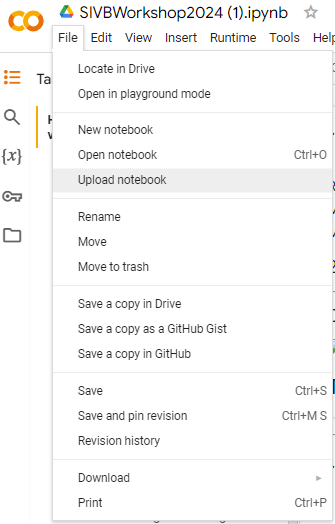 SIVBWorkshop2024 (1).ipynb
File Edit View Insert Runtime Tools Help
Ta
Locate in Drive
Open in playground mode
New notebook
Open notebook Ctrl+O
Upload notebook
Rename
Move
Move to trash
Save a copy in Drive
Save a copy as a GitHub Gist
Save a copy in GitHub
Save Ctrl+S
Save and pin revision Ctrl+M S
Revision history
Download
Print Ctrl+P